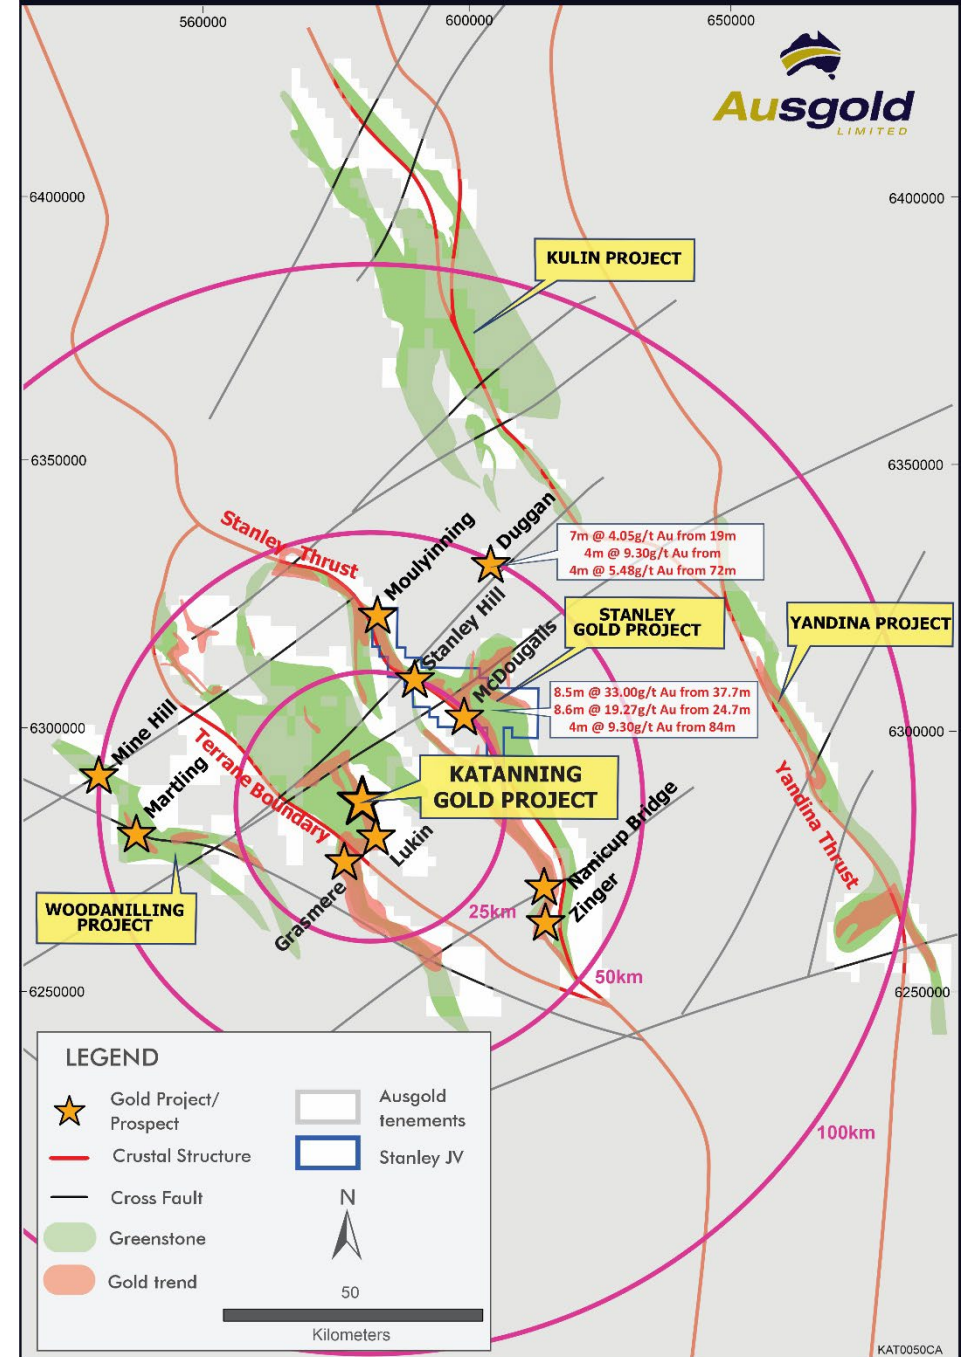 560000
600000
650000
Ausgold
LIMITED
6400000
6400000
KULIN PROJECT
6350000
6350000
Stanley Thrust
Moulyinning
Duggan
7m @ 4.05g/t Au from 19m
4m @ 9.30g/t Au from
4m @ 5.48g/t Au from 72m
Stanley Hill
STANLEY
GOLD PROJECT
McDougalls
YANDINA PROJECT
8.5m @ 33.00g/t Au from 37.7m
8.6m @ 19.27g/t Au from 24.7m
4m @ 9.30g/t Au from 84m
6300000
6300000
Mine Hill
Martling
Terrane Boundary
KATANNING
GOLD PROJECT
Yandina Thrust
Lukin
Nanicup Bridge
Zinger
Grasmere
WOODANILLING
PROJECT
25km
50km
6250000
6250000
100km
LEGEND
Gold Project/
Prospect
Crustal Structure
Cross Fault
Greenstone
Gold trend
Ausgold
tenements
Stanley JV
N
50
Kilometers
KAT0050CA